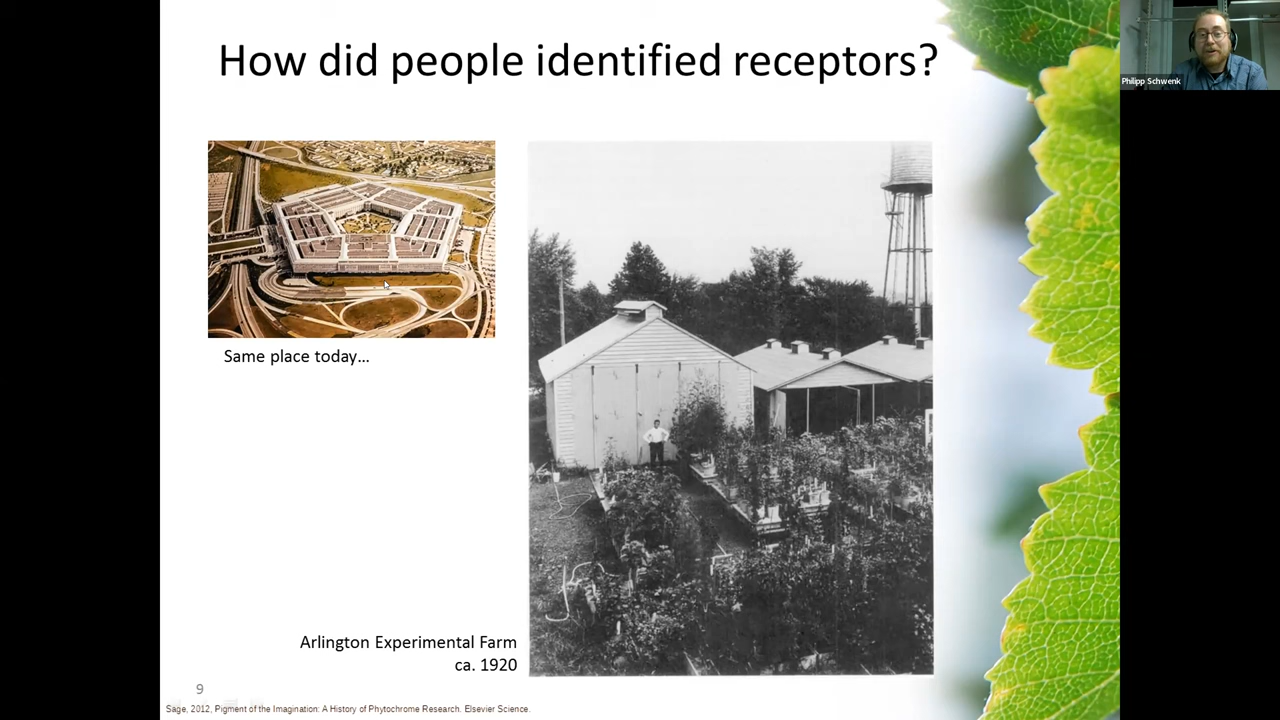 How did people identified receptors?
Philipp Schwenk
Same place today...
Arlington Experimental Farm
ca. 1920
9
Sage, 2012, Pigment of the Imagination: A History of Phytochrome Research. Elsevier Science.